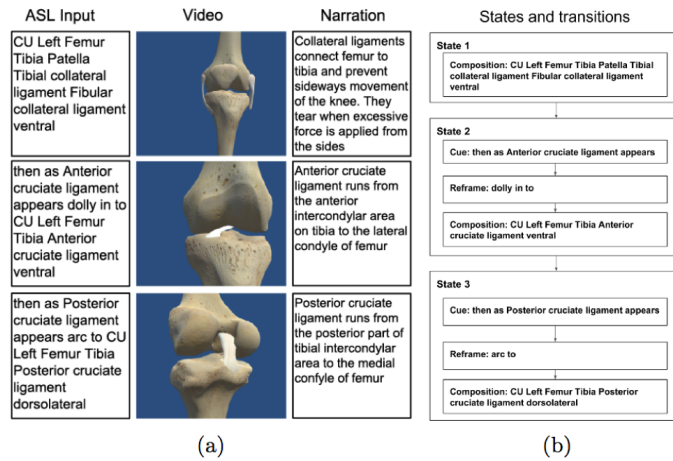 ASL Input
Video
Narration
CU Left Femur
Tibia Patella
Tibial collateral
ligament Fibular
collateral ligament
ventral
Collateral ligaments
connect femur to
tibia and prevent
sideways movement
of the knee. They
tear when excessive
force is applied from
the sides
then as Anterior
cruciate ligament
appears dolly in to
CU Left Femur
Tibia Anterior
cruciate ligament
ventral
Anterior cruciate
ligament runs from
the anterior
intercondylar area
on tibia to the lateral
condyle of femur
then as Posterior
cruciate ligament
appears arc to CU
Left Femur Tibia
Posterior cruciate
ligament
dorsolateral
Posterior cruciate
ligament runs from
the posterior part of
tibial intercondylar
area to the medial
confyle of femur
(a)
States and transitions
State 1
Composition: CU Left Femur Tibia Patella Tibial
collateral ligament Fibular collateral ligament
ventral
State 2
Cue: then as Anterior cruciate ligament appears
Reframe: dolly in to
Composition: CU Left Femur Tibia Anterior
cruciate ligament ventral
State 3
Cue: then as Posterior cruciate ligament appears
Reframe: arc to
Composition: CU Left Femur Tibia Posterior
cruciate ligament dorsolateral
(b)